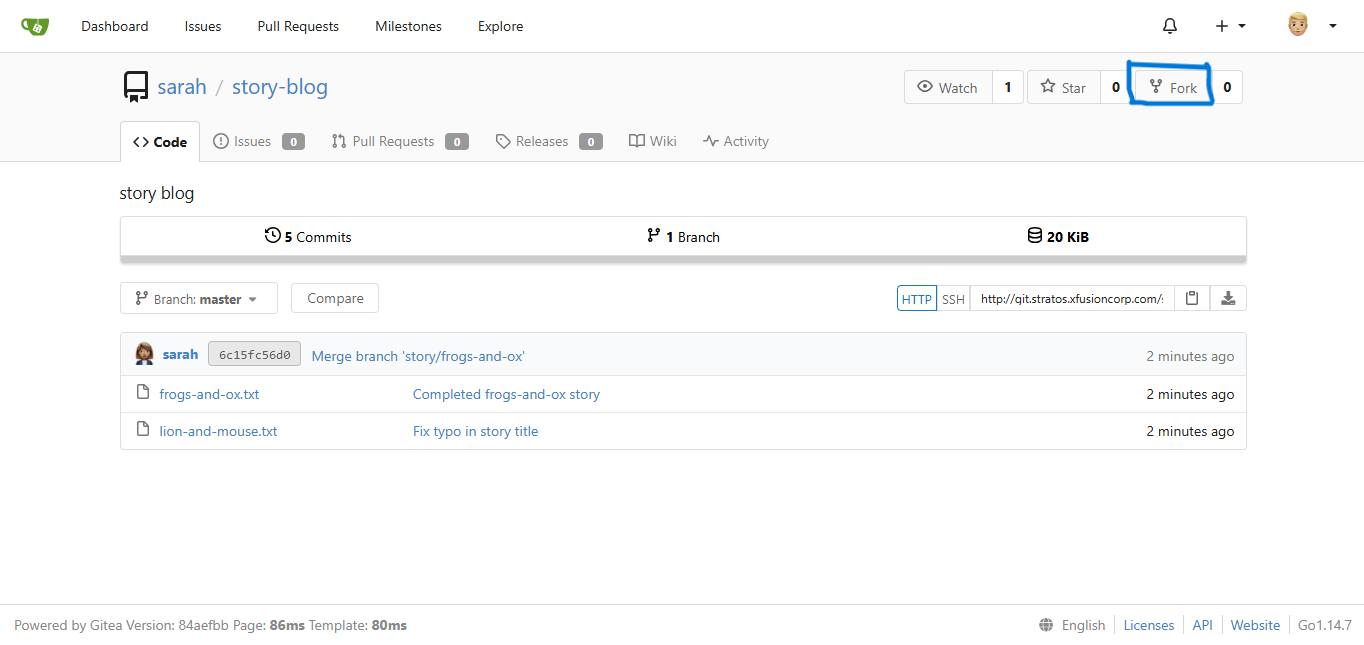 Dashboard Issues Pull Requests Milestones Explore
sarah / story-blog Watch 1 Star 0 Fork 0
Code Issues 0 Pull Requests 0 Releases 0 Wiki Activity
story blog
5 Commits 1 Branch 20 KiB
Branch: master Compare HTTP SSH http://git.stratos.xfusioncorp.com/s
sarah 6c15fc56d0 Merge branch 'story/frogs-and-ox' 2 minutes ago
frogs-and-ox.txt Completed frogs-and-ox story 2 minutes ago
lion-and-mouse.txt Fix typo in story title 2 minutes ago
Powered by Gitea Version: 84aefbb Page: 86ms Template: 80ms English Licenses API Website Go1.14.7